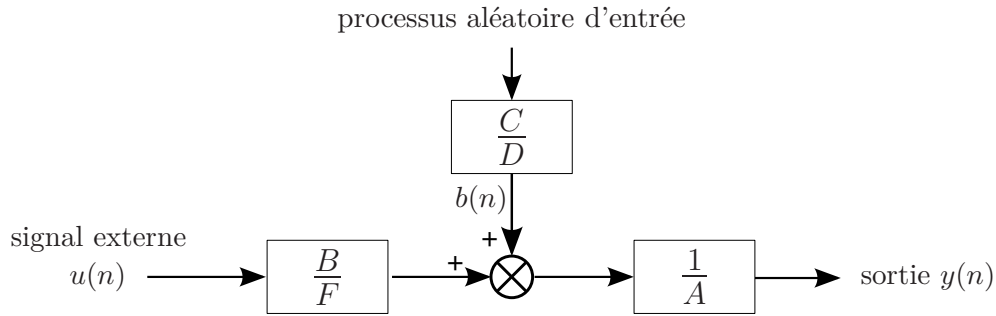 processus aléatoire d'entrée
C
D
b(n)
+
signal externe
u(n)
B
F
+
1
A
sortie y(n)